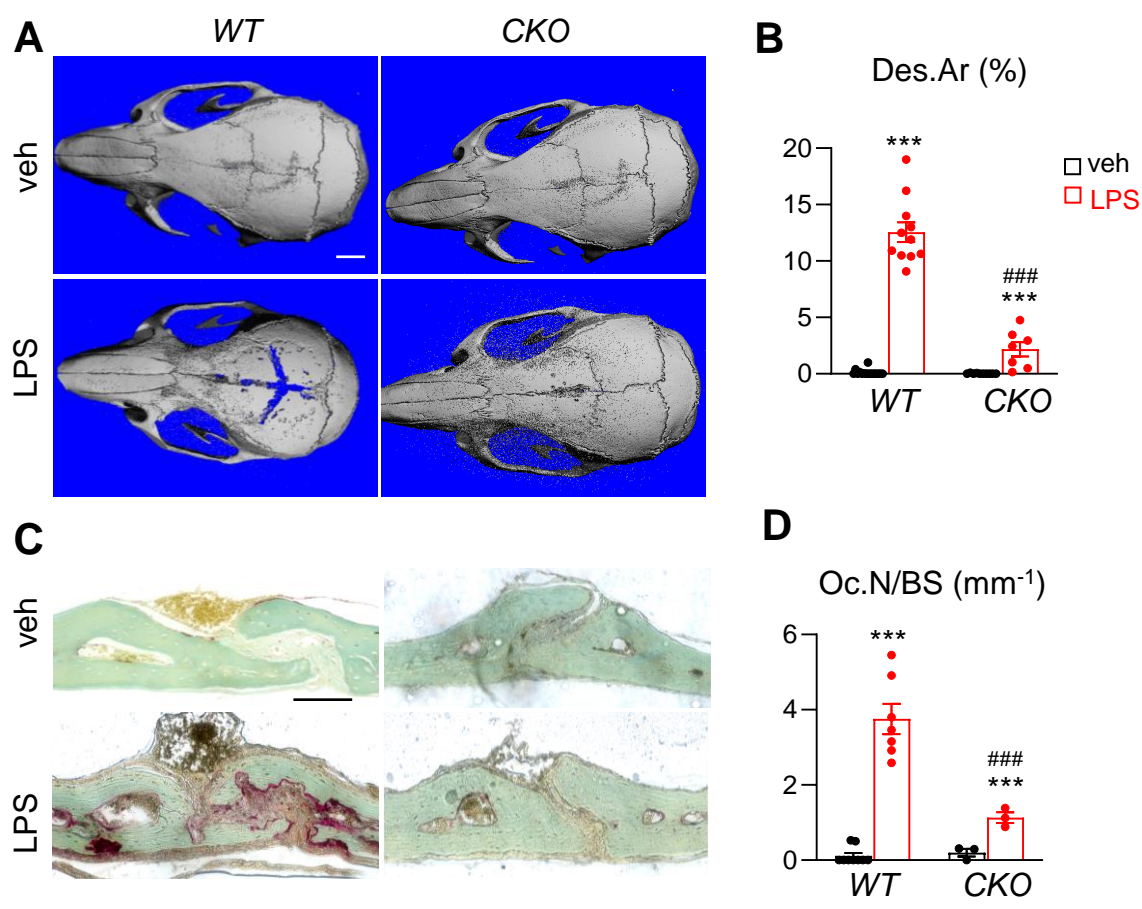 A
WT
CKO
veh
LPS
B
Des.Ar (%)
20
15
10
5
0
***
###
***
WT
CKO
veh
LPS
C
veh
LPS
D
Oc.N/BS (mm⁻¹)
6
4
2
0
***
###
***
WT
CKO